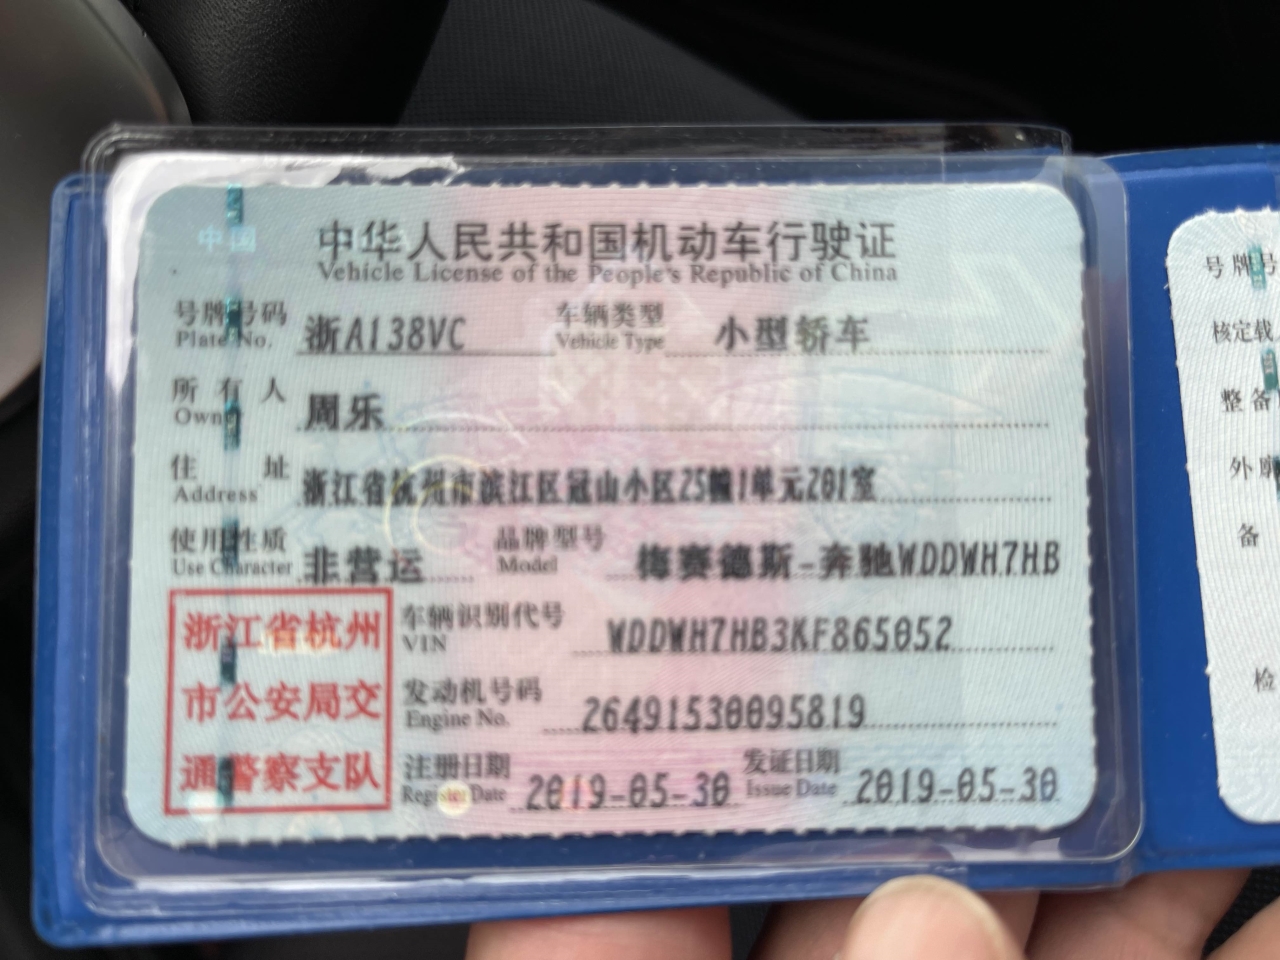 中国
中华人民共和国机动车行驶证
Vehicle License of the People's Republic of China
号牌号码 浙A138VC 车辆类型 小型轿车
Plate No. Vehicle Type
所有人 周乐
Owner
住址 浙江省杭州市滨江区冠山小区25幢1单元201室
Address
使用性质 非营运 品牌型号 梅赛德斯-奔驰WDDWH7HB
Use Character Model
浙江省杭州
市公安局交
通警察支队
车辆识别代号 WDDWH7HB3KF865052
VIN
发动机号码 26491530095819
Engine No.
注册日期 2019-05-30 发证日期 2019-05-30
Register Date Issue Date
号牌号
核定载
整备
外廓
备
检